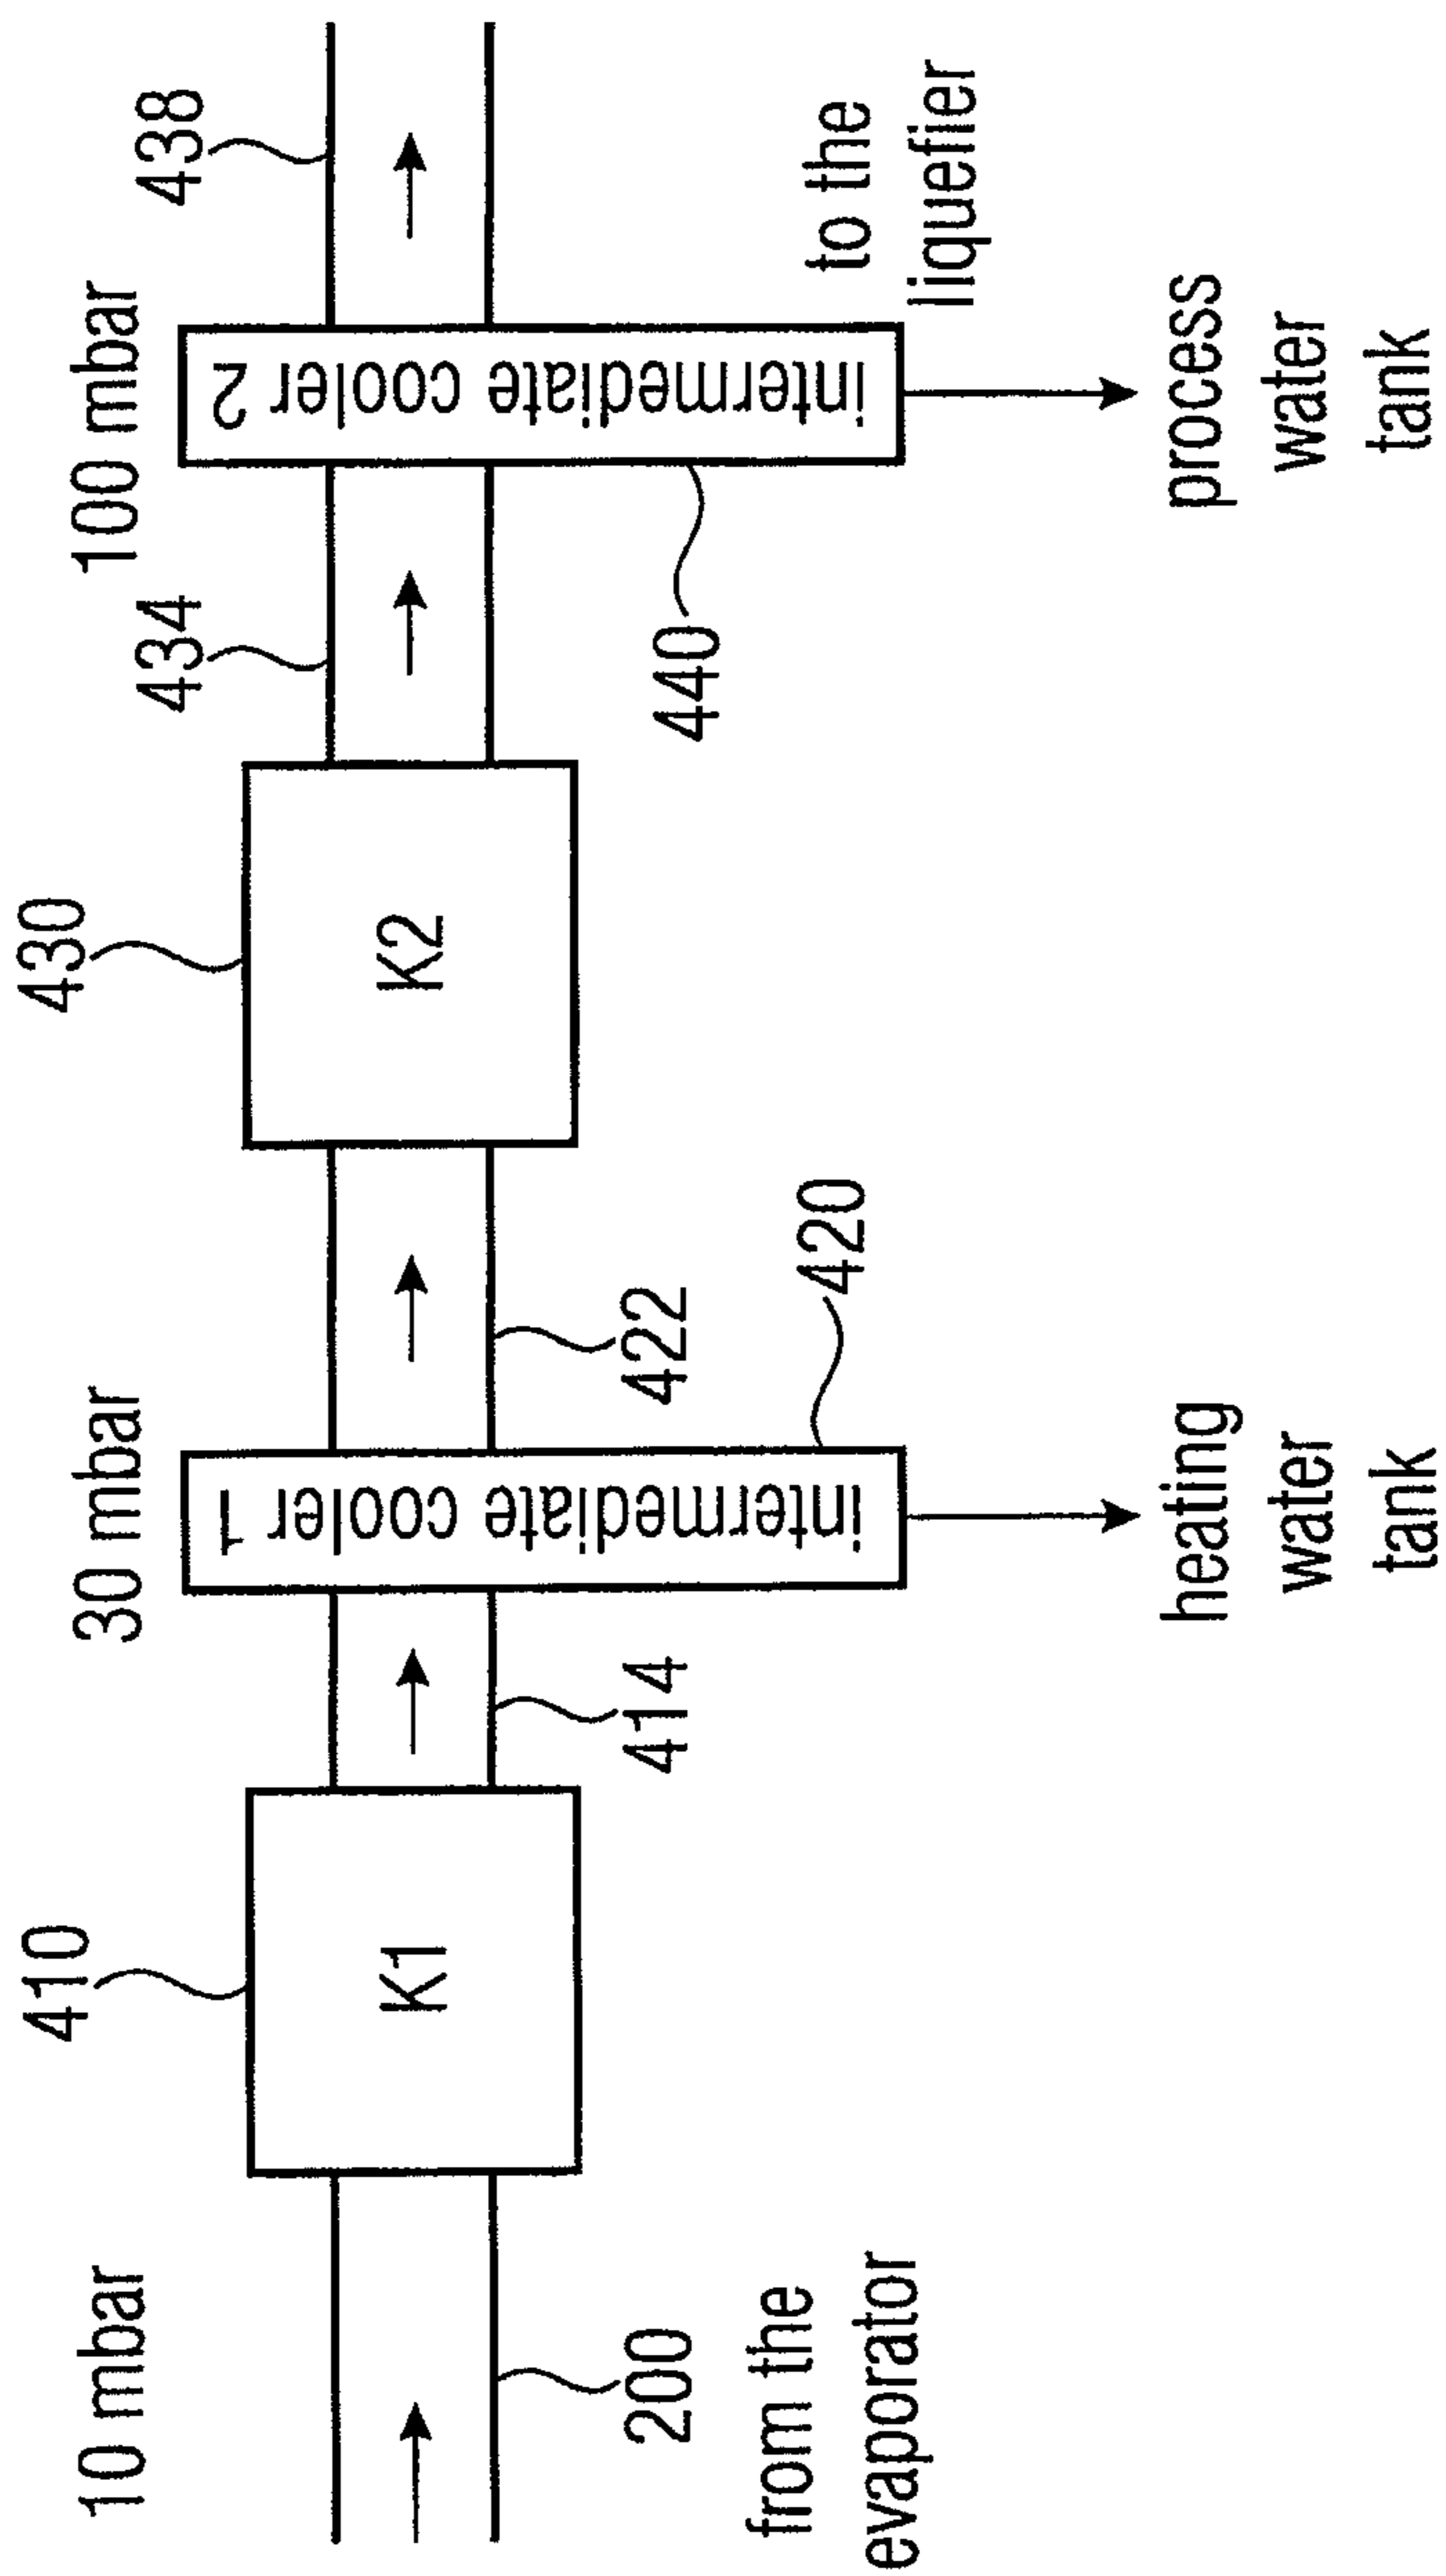 410
430
10 mbar
30 mbar
100 mbar
434
438
K1
intermediate cooler 1
K2
intermediate cooler 2
200
414
422
440
from the
evaporator
420
to the
liquefier
heating
water
tank
process
water
tank